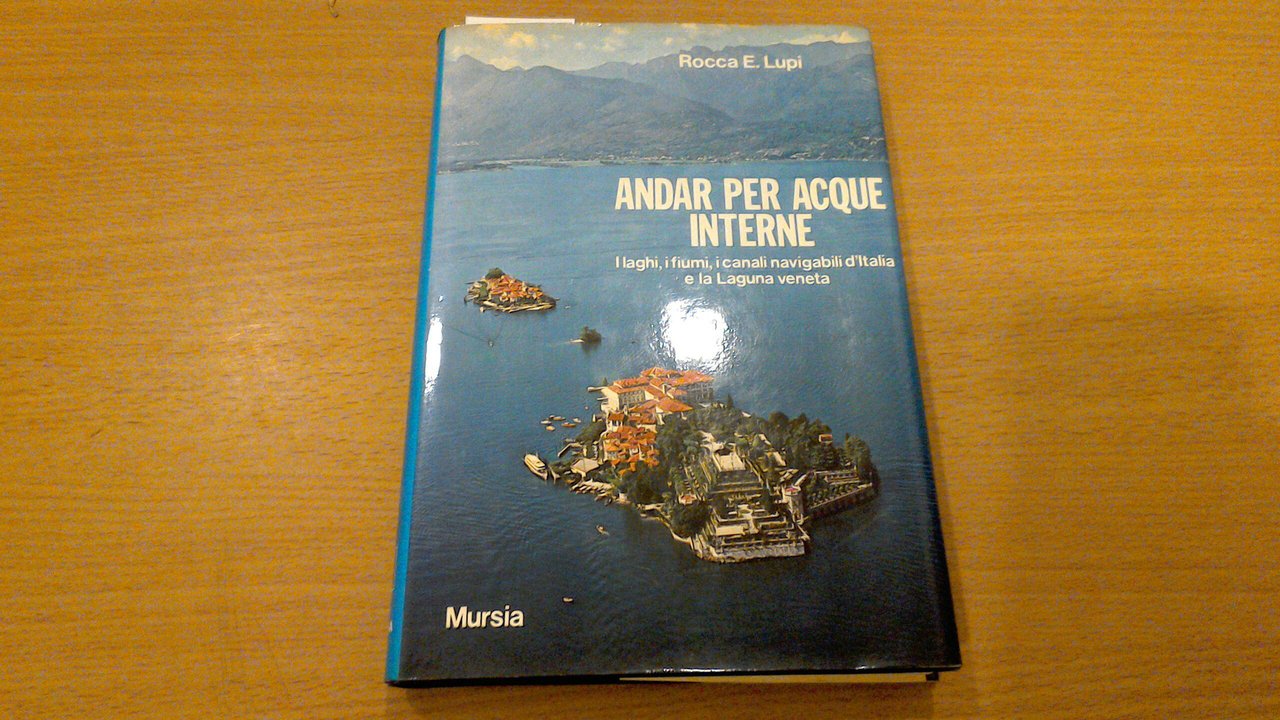 Rocca E. Lupi
ANDAR PER ACQUE
INTERNE
I laghi, i fiumi, i canali navigabili d'Italia
e la Laguna veneta
Mursia